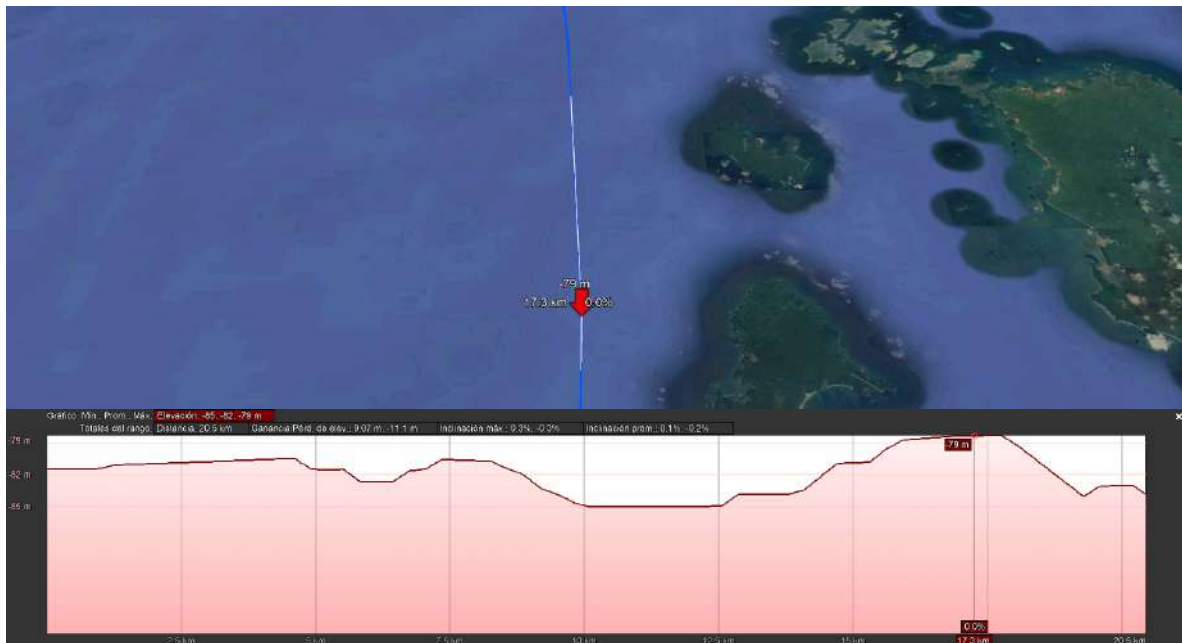 -79 m
17.3 km 0.0%
Gráfico: Mín., Prom., Máx. Elevación: -85, -82, -79 m
Totales del rango: Distancia: 20.5 km Ganancia/Pérd. de elev.: 9.07 m, -11.1 m Inclinación máx.: 0.3%, -0.3% Inclinación prom.: 0.1%, -0.2%
-79 m
-79 m
-82 m
-85 m
0.0%
2.5 km 5 km 7.5 km 10 km 12.5 km 15 km 17.3 km 20.5 km